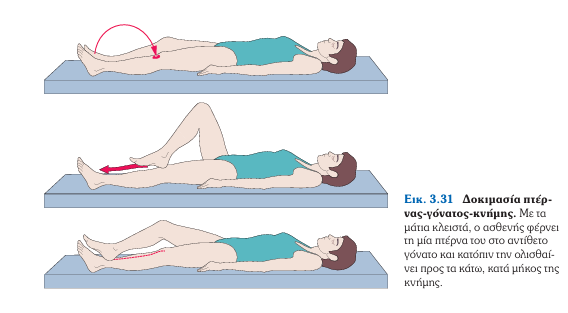 Εικ. 3.31 Δοκιμασία πτέρ-
νας-γόνατος-κνήμης. Με τα
μάτια κλειστά, ο ασθενής φέρνει
τη μία πτέρνα του στο αντίθετο
γόνατο και κατόπιν την ολισθαί-
νει προς τα κάτω, κατά μήκος της
κνήμης.